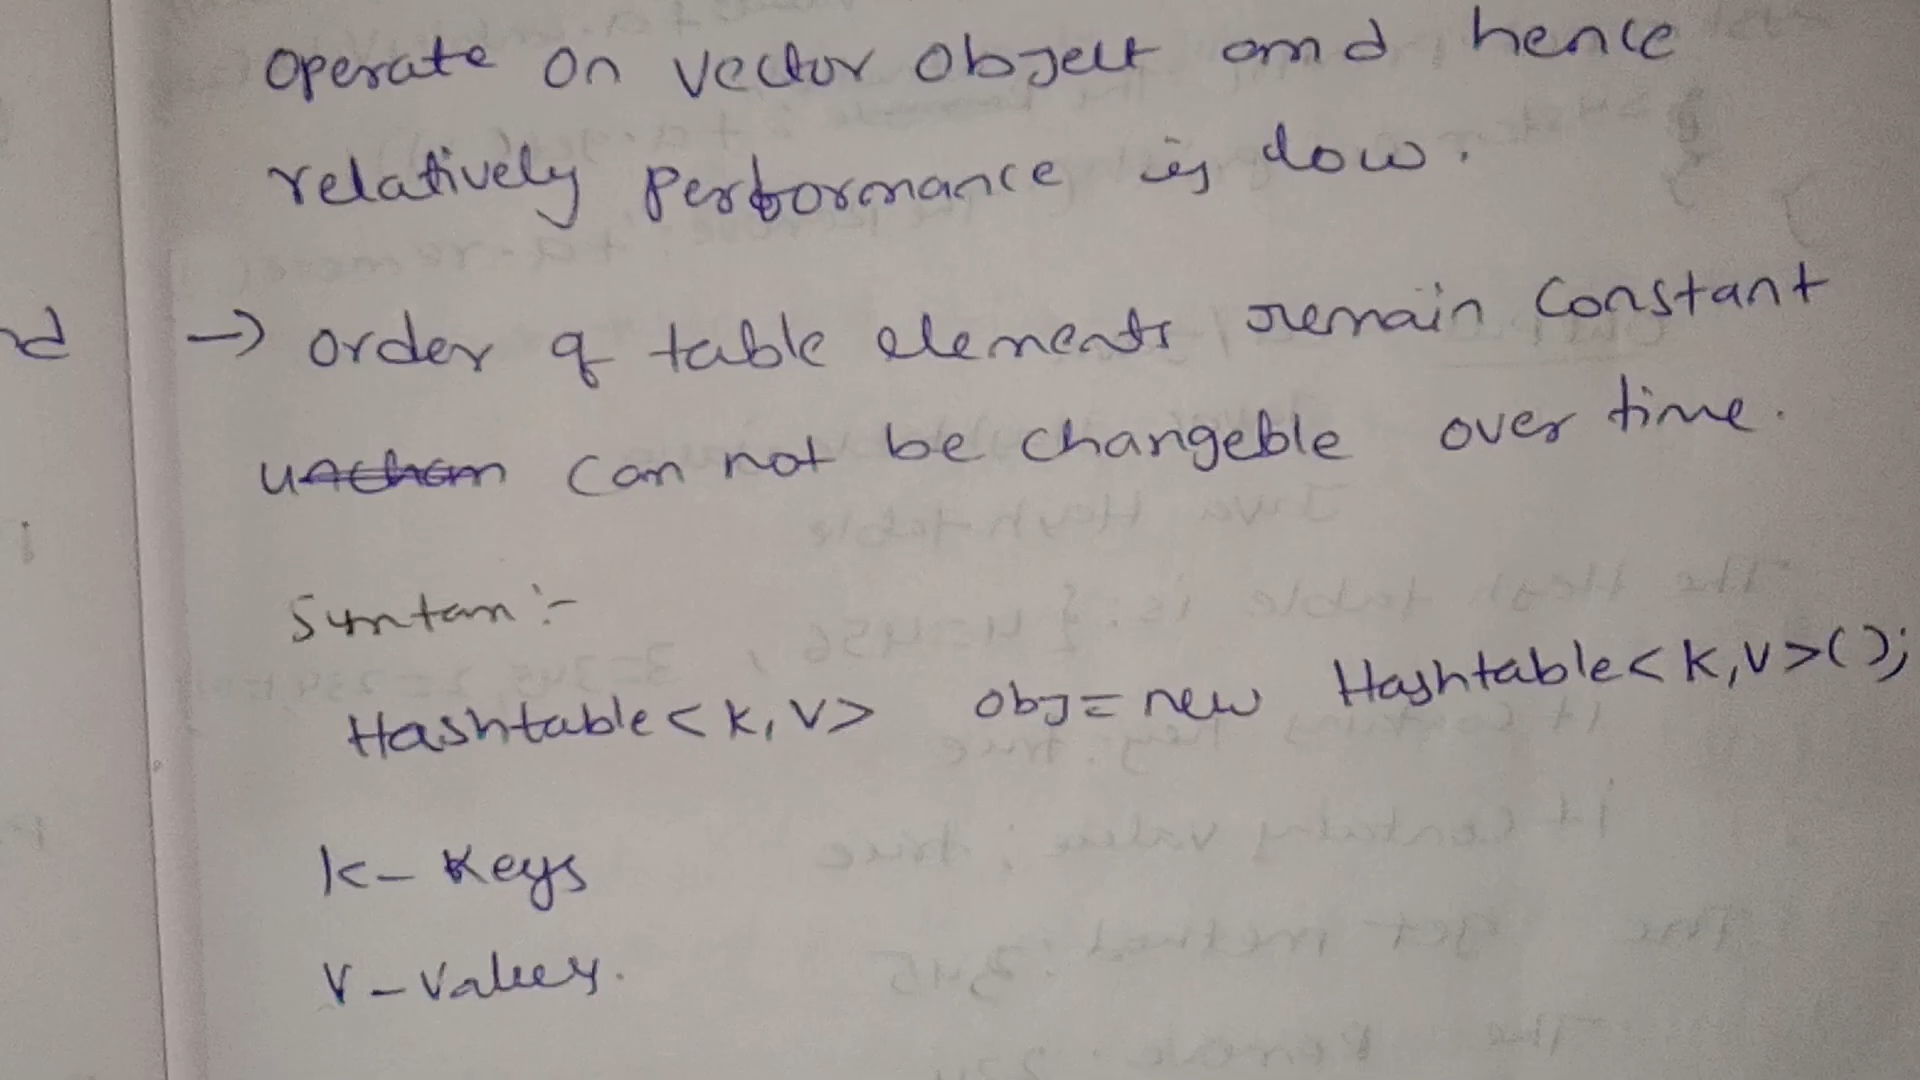 operate on vector object and hence
relatively performance is low.
→ order of table elements remain constant
can not be changeble over time.
Syntax :-
Hashtable<K,V> obj = new Hashtable<K,V>();
K - Keys
V - Values.